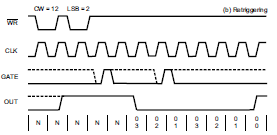 CW = 12 LSB = 2 (b) Retriggering
WR
CLK
GATE
OUT
N N N N N 0 3 0 2 0 1 0 3 0 2 0 0 0 0